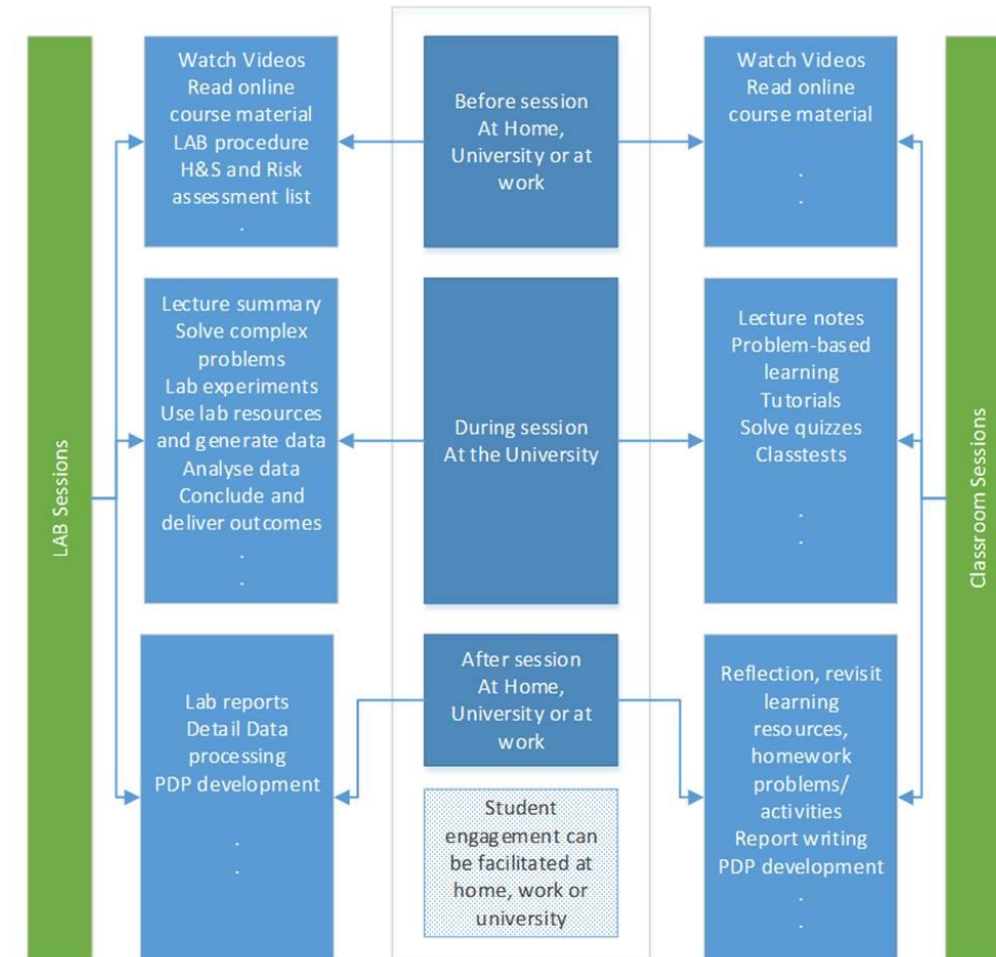 LAB Sessions
Watch Videos
Read online
course material
LAB procedure
H&S and Risk
assessment list
.
Before session
At Home,
University or at
work
Watch Videos
Read online
course material
.
.
Lecture summary
Solve complex
problems
Lab experiments
Use lab resources
and generate data
Analyse data
Conclude and
deliver outcomes
.
.
During session
At the University
Lecture notes
Problem-based
learning
Tutorials
Solve quizzes
Classtests
.
.
Lab reports
Detail Data
processing
PDP development
.
.
After session
At Home,
University or at
work
Student
engagement can
be facilitated at
home, work or
university
Reflection, revisit
learning
resources,
homework
problems/
activities
Report writing
PDP development
.
.
Classroom Sessions